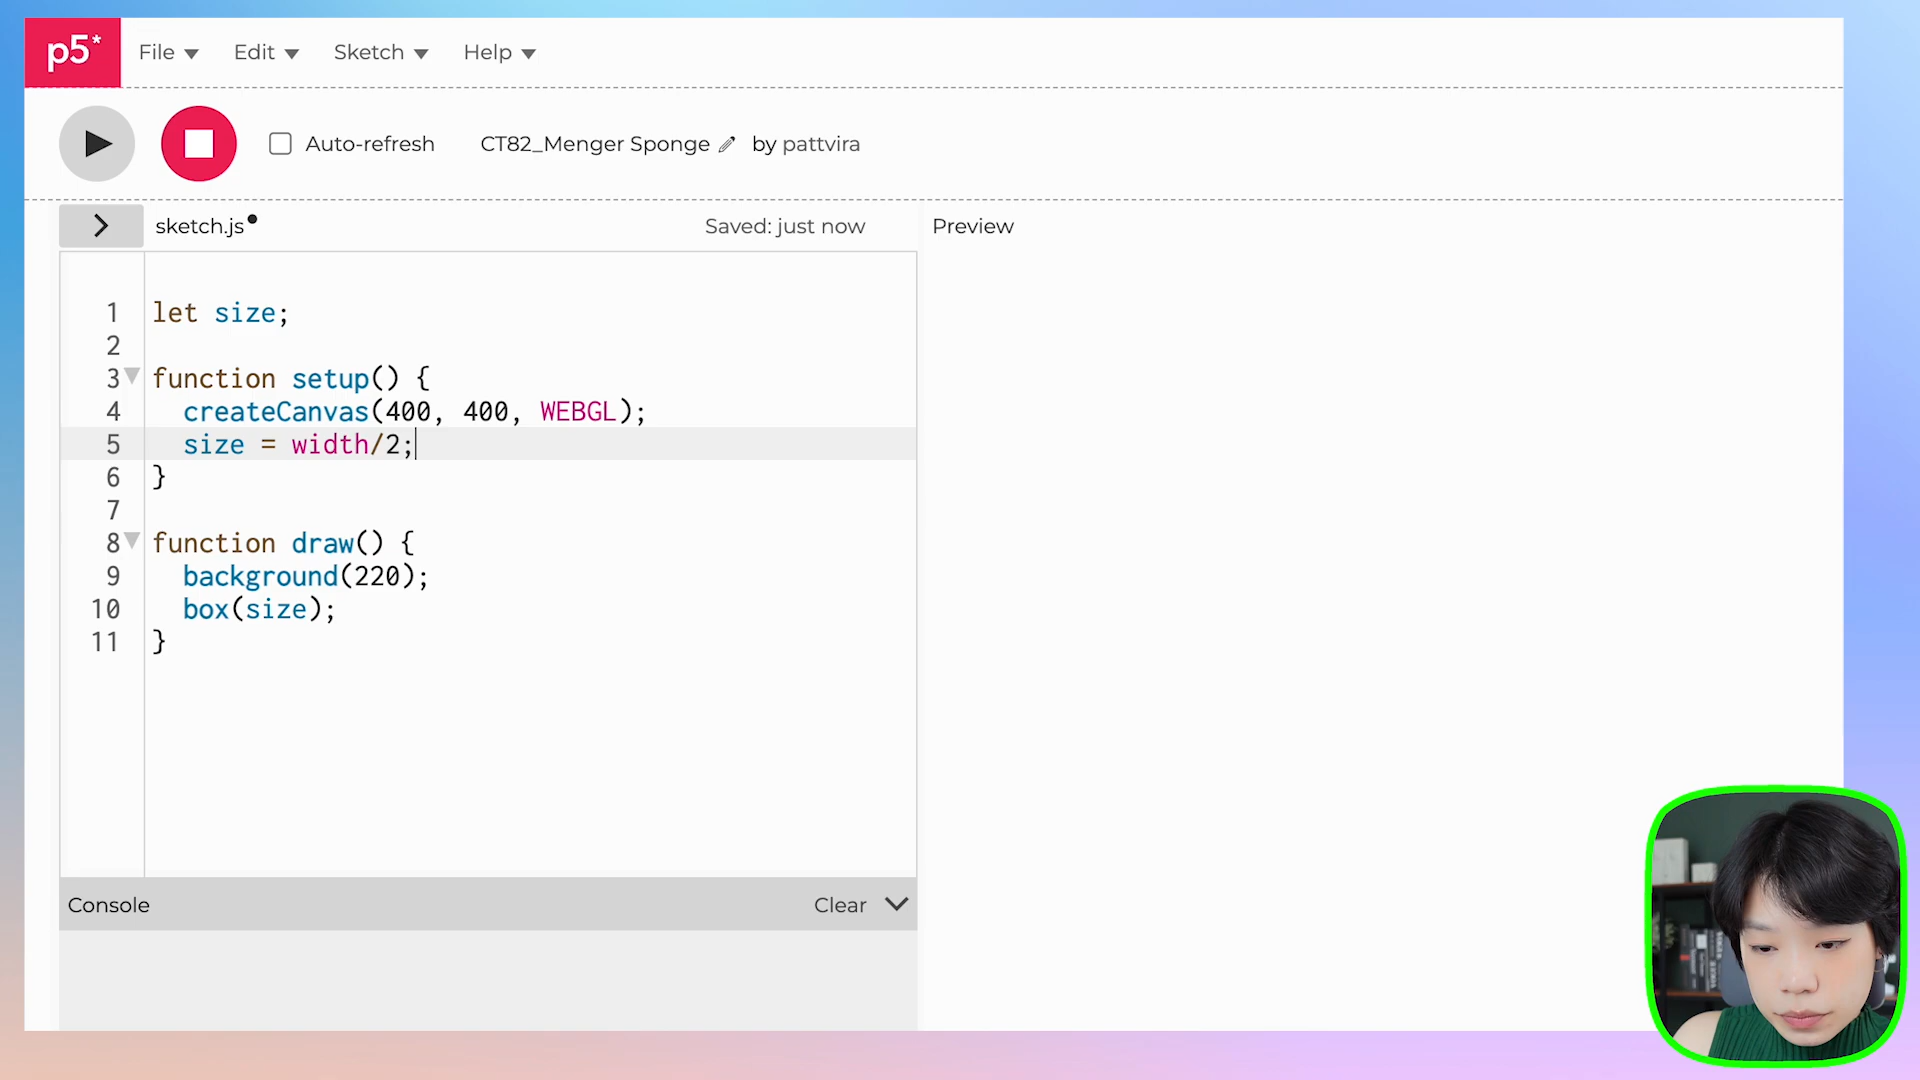 p5*
File Edit Sketch Help
Auto-refresh CT82_Menger Sponge by pattvira
sketch.js Saved: just now Preview
1 let size;
2
3 function setup() {
4 createCanvas(400, 400, WEBGL);
5 size = width/2;
6 }
7
8 function draw() {
9 background(220);
10 box(size);
11 }
Console Clear